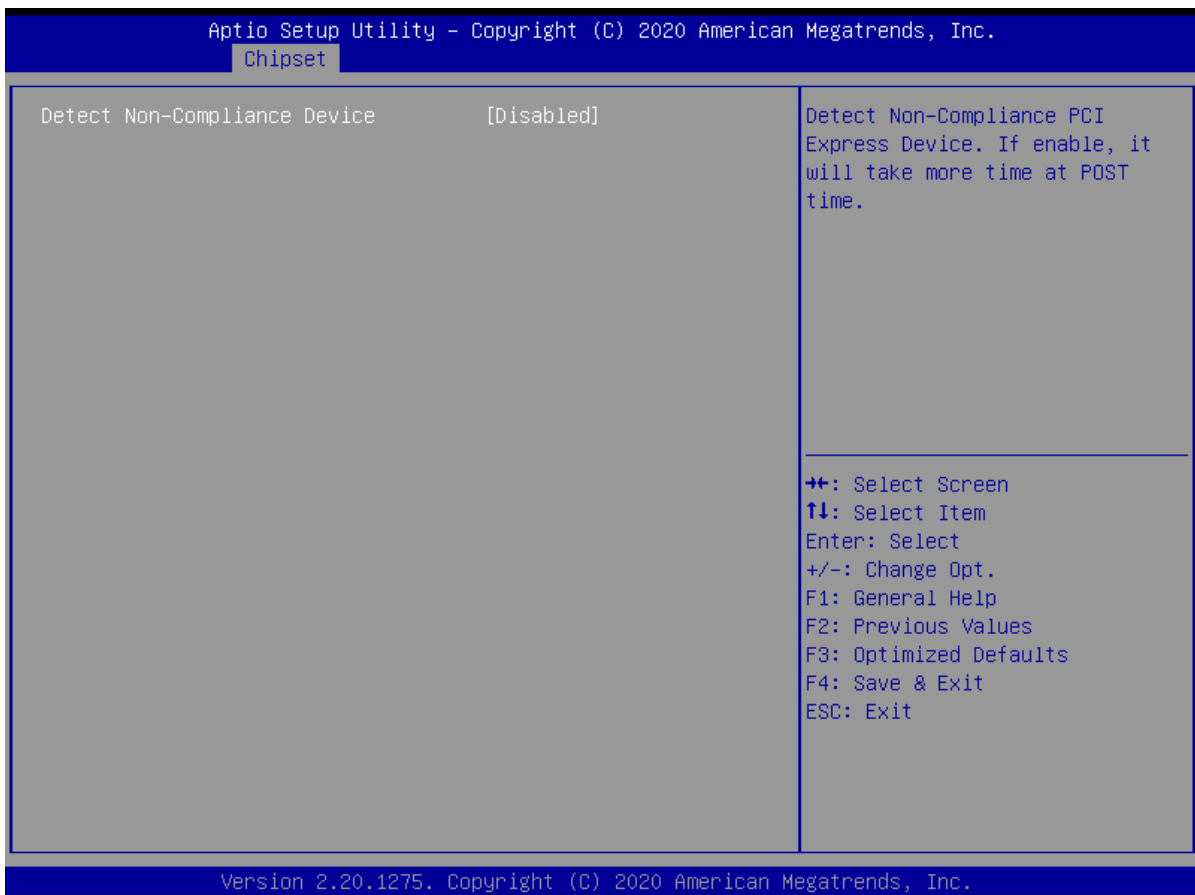 Aptio Setup Utility – Copyright (C) 2020 American Megatrends, Inc.
Chipset
Detect Non-Compliance Device [Disabled]
Detect Non-Compliance PCI
Express Device. If enable, it
will take more time at POST
time.
→←: Select Screen
↑↓: Select Item
Enter: Select
+/-: Change Opt.
F1: General Help
F2: Previous Values
F3: Optimized Defaults
F4: Save & Exit
ESC: Exit
Version 2.20.1275. Copyright (C) 2020 American Megatrends, Inc.